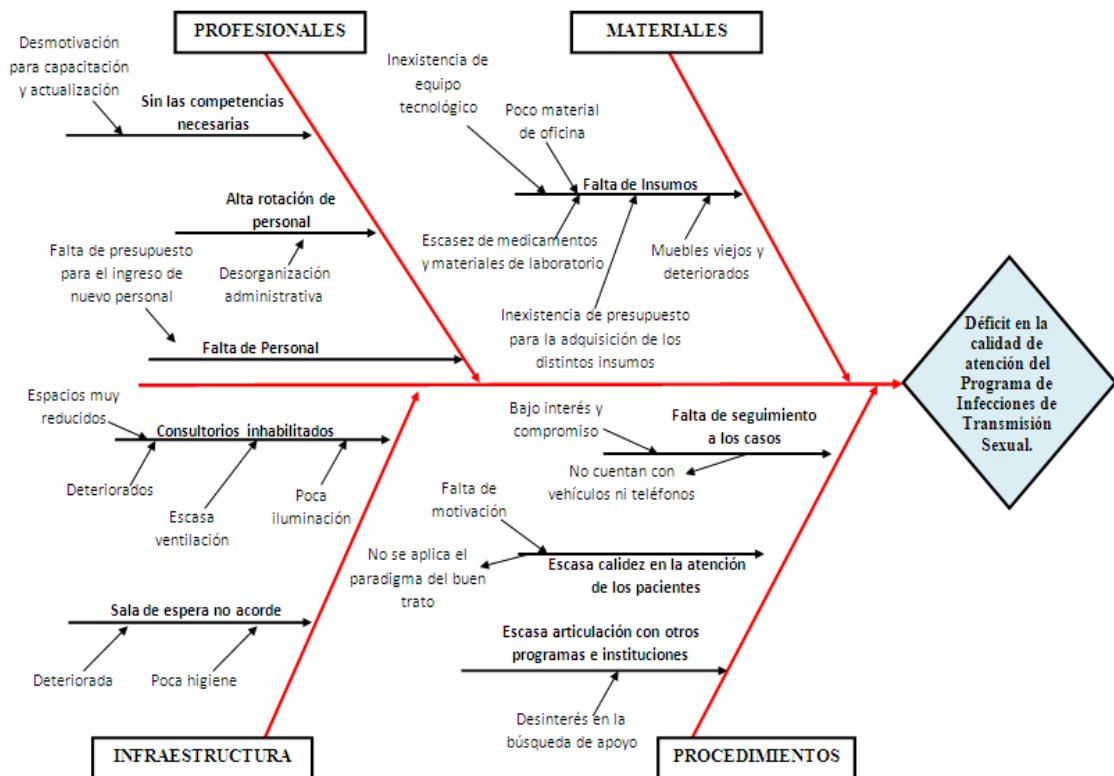 PROFESIONALES
Desmotivación
para capacitación
y actualización
Sin las competencias
necesarias
Alta rotación de
personal
Falta de presupuesto
para el ingreso de
nuevo personal
Desorganización
administrativa
Falta de Personal
MATERIALES
Inexistencia de
equipo
tecnológico
Poco material
de oficina
Falta de Insumos
Escasez de medicamentos
y materiales de laboratorio
Muebles viejos y
deteriorados
Inexistencia de presupuesto
para la adquisición de los
distintos insumos
Déficit en la
calidad de
atención del
Programa de
Infecciones de
Transmisión
Sexual.
Espacios muy
reducidos
Consultorios inhabilitados
Deteriorados
Escasa
ventilación
Poca
iluminación
Sala de espera no acorde
Deteriorada
Poca higiene
INFRAESTRUCTURA
Bajo interés y
compromiso
Falta de seguimiento
a los casos
No cuentan con
vehículos ni teléfonos
Falta de
motivación
No se aplica el
paradigma del buen
trato
Escasa calidez en la atención
de los pacientes
Escasa articulación con otros
programas e instituciones
Desinterés en la
búsqueda de apoyo
PROCEDIMIENTOS